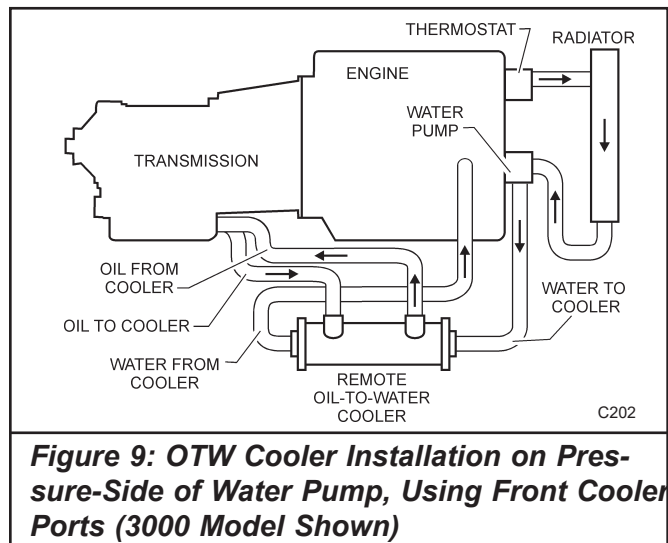 THERMOSTAT
RADIATOR
ENGINE
WATER
PUMP
TRANSMISSION
OIL FROM
COOLER
OIL TO COOLER
WATER FROM
COOLER
REMOTE
OIL-TO-WATER
COOLER
WATER TO
COOLER
C202
Figure 9: OTW Cooler Installation on Pres-
sure-Side of Water Pump, Using Front Cooler
Ports (3000 Model Shown)